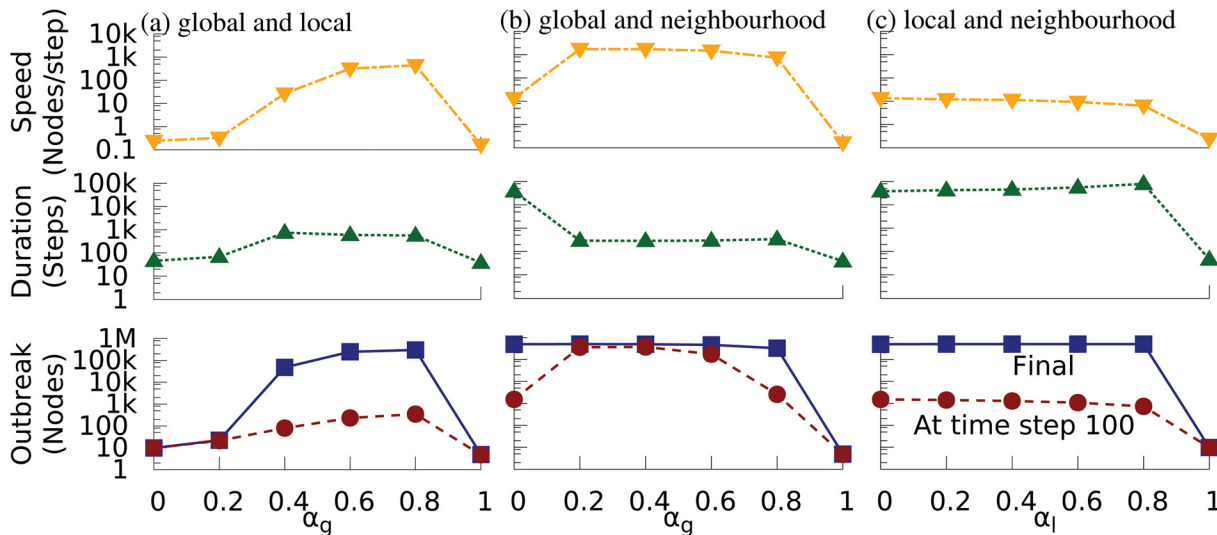 (a) global and local
(b) global and neighbourhood
(c) local and neighbourhood
Speed
(Nodes/step)
10k
1k
100
10
1
0.1
Duration
(Steps)
100k
10k
1k
100
10
1
Outbreak
(Nodes)
1M
100k
10k
1k
100
10
1
Final
At time step 100
0 0.2 0.4 0.6 0.8 1
0 0.2 0.4 0.6 0.8 1
0 0.2 0.4 0.6 0.8 1
αg
αg
αl